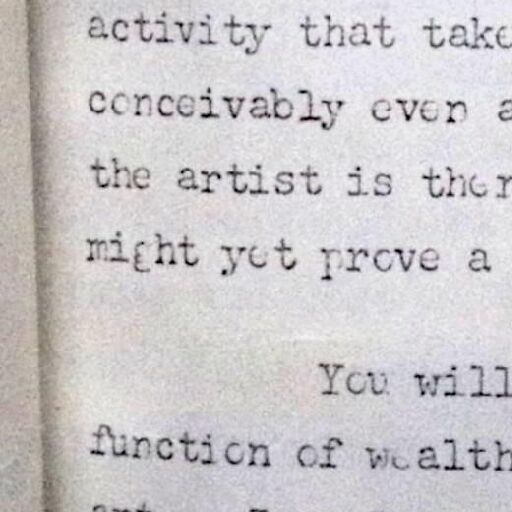 activity that take
conceivably even a
the artist is ther
might yet prove a
You will
function of wealth